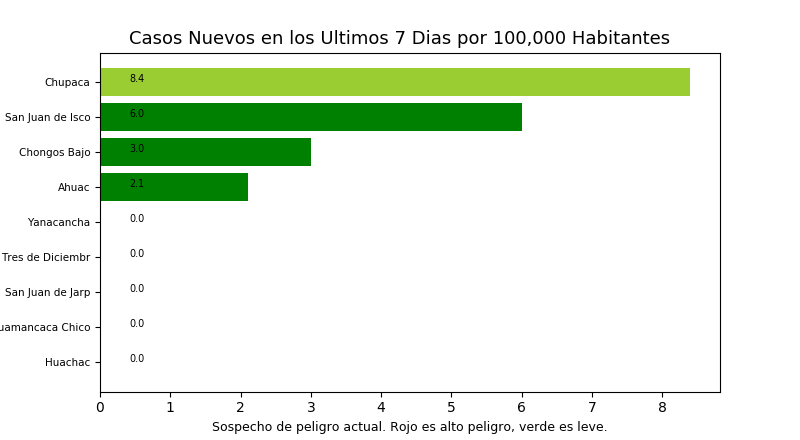 Casos Nuevos en los Ultimos 7 Dias por 100,000 Habitantes
Chupaca 8.4
San Juan de Isco 6.0
Chongos Bajo 3.0
Ahuac 2.1
Yanacancha 0.0
Tres de Diciembr 0.0
San Juan de Jarp 0.0
uamancaca Chico 0.0
Huachac 0.0
0 1 2 3 4 5 6 7 8
Sospecho de peligro actual. Rojo es alto peligro, verde es leve.